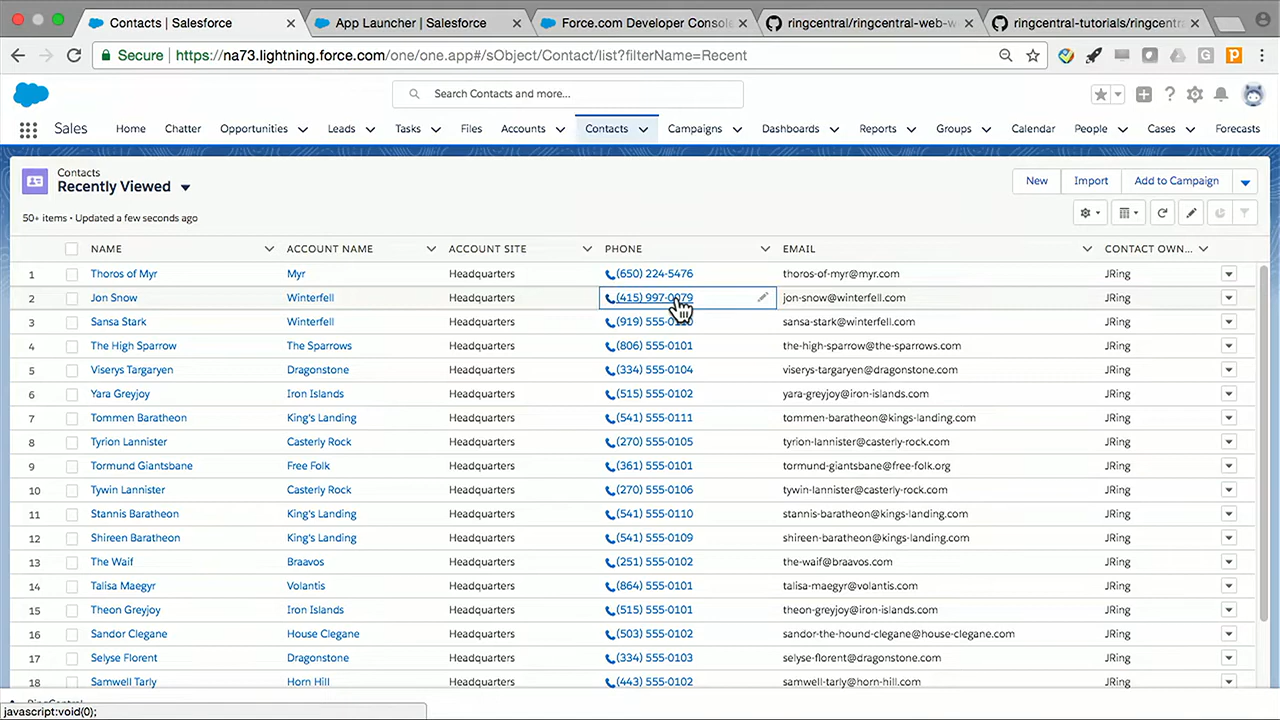 Contacts | Salesforce
App Launcher | Salesforce
Force.com Developer Conso
ringcentral/ringcentral-web-w
ringcentral-tutorials/ringcentr
Secure https://na73.lightning.force.com/one/one.app#/sObject/Contact/list?filterName=Recent
Search Contacts and more...
Sales Home Chatter Opportunities Leads Tasks Files Accounts Contacts Campaigns Dashboards Reports Groups Calendar People Cases Forecasts
Contacts
Recently Viewed
New Import Add to Campaign
50+ items • Updated a few seconds ago
NAME ACCOUNT NAME ACCOUNT SITE PHONE EMAIL CONTACT OWN...
1 Thoros of Myr Myr Headquarters (650) 224-5476 thoros-of-myr@myr.com JRing
2 Jon Snow Winterfell Headquarters (415) 997-0079 jon-snow@winterfell.com JRing
3 Sansa Stark Winterfell Headquarters (919) 555- sansa-stark@winterfell.com JRing
4 The High Sparrow The Sparrows Headquarters (806) 555-0101 the-high-sparrow@the-sparrows.com JRing
5 Viserys Targaryen Dragonstone Headquarters (334) 555-0104 viserys-targaryen@dragonstone.com JRing
6 Yara Greyjoy Iron Islands Headquarters (515) 555-0102 yara-greyjoy@iron-islands.com JRing
7 Tommen Baratheon King's Landing Headquarters (541) 555-0111 tommen-baratheon@kings-landing.com JRing
8 Tyrion Lannister Casterly Rock Headquarters (270) 555-0105 tyrion-lannister@casterly-rock.com JRing
9 Tormund Giantsbane Free Folk Headquarters (361) 555-0101 tormund-giantsbane@free-folk.org JRing
10 Tywin Lannister Casterly Rock Headquarters (270) 555-0106 tywin-lannister@casterly-rock.com JRing
11 Stannis Baratheon King's Landing Headquarters (541) 555-0110 stannis-baratheon@kings-landing.com JRing
12 Shireen Baratheon King's Landing Headquarters (541) 555-0109 shireen-baratheon@kings-landing.com JRing
13 The Waif Braavos Headquarters (251) 555-0102 the-waif@braavos.com JRing
14 Talisa Maegyr Volantis Headquarters (864) 555-0101 talisa-maegyr@volantis.com JRing
15 Theon Greyjoy Iron Islands Headquarters (515) 555-0101 theon-greyjoy@iron-islands.com JRing
16 Sandor Clegane House Clegane Headquarters (503) 555-0102 sandor-the-hound-clegane@house-clegane.com JRing
17 Selyse Florent Dragonstone Headquarters (334) 555-0103 selyse-florent@dragonstone.com JRing
18 Samwell Tarly Horn Hill Headquarters (443) 555-0102 samwell-tarly@horn-hill.com JRing
javascript:void(0);